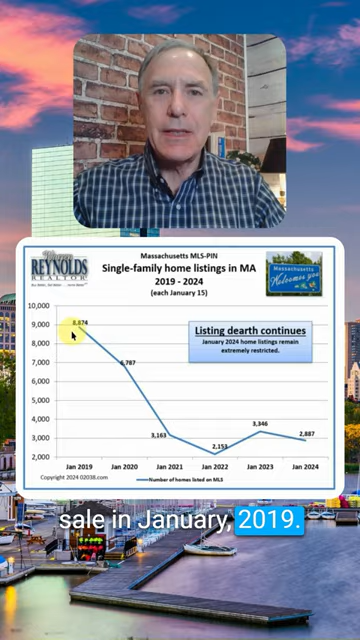 Massachusetts MLS-PIN
Single-family home listings in MA
2019 - 2024
(each January 15)
REYNOLDS
REALTOR
Massachusetts
Welcomes you
Listing dearth continues
January 2024 home listings remain
extremely restricted.
10,000
9,000
8,000
7,000
6,000
5,000
4,000
3,000
2,000
8,874
6,787
3,163
2,153
3,346
2,887
Jan 2019
Jan 2020
Jan 2021
Jan 2022
Jan 2023
Jan 2024
Copyright 2024 02038.com
Number of homes listed on MLS
sale in January, 2019.